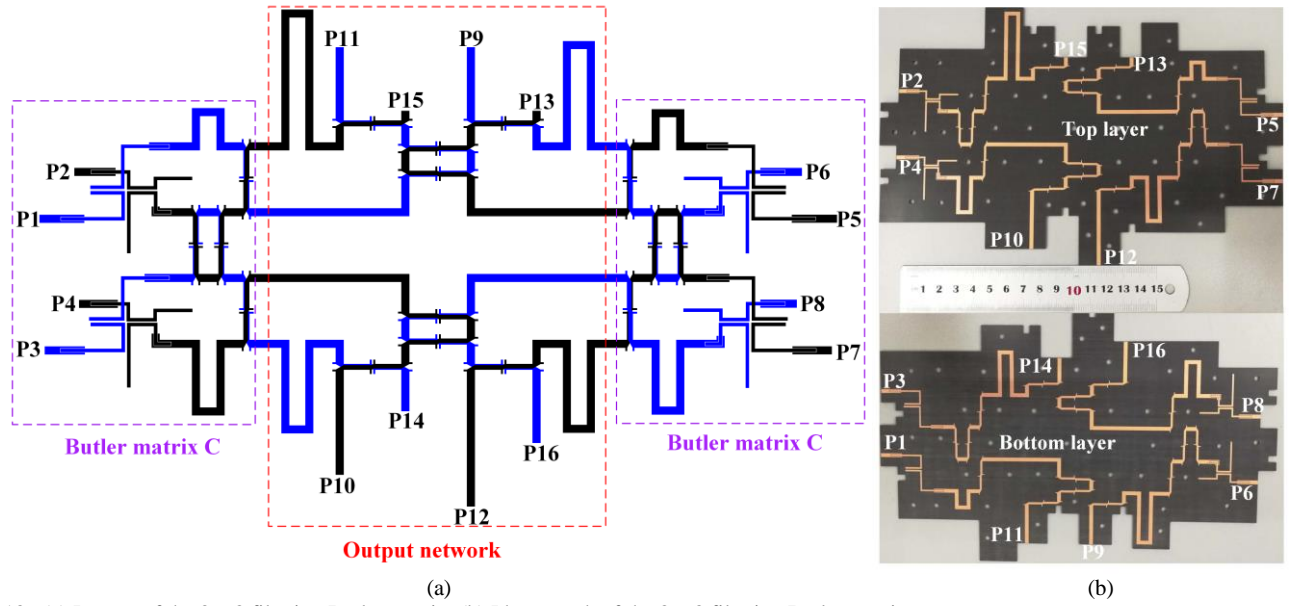 P11
P9
P15
P13
P2
P6
P1
P5
P4
P8
P3
P7
P14
P16
P10
P12
Butler matrix C
Butler matrix C
Output network
(a)
P15
P13
P2
Top layer
P5
P4
P7
P10
P12
1 2 3 4 5 6 7 8 9 10 11 12 13 14 15
P16
P14
P3
P8
Bottom layer
P1
P6
P11
P9
(b)